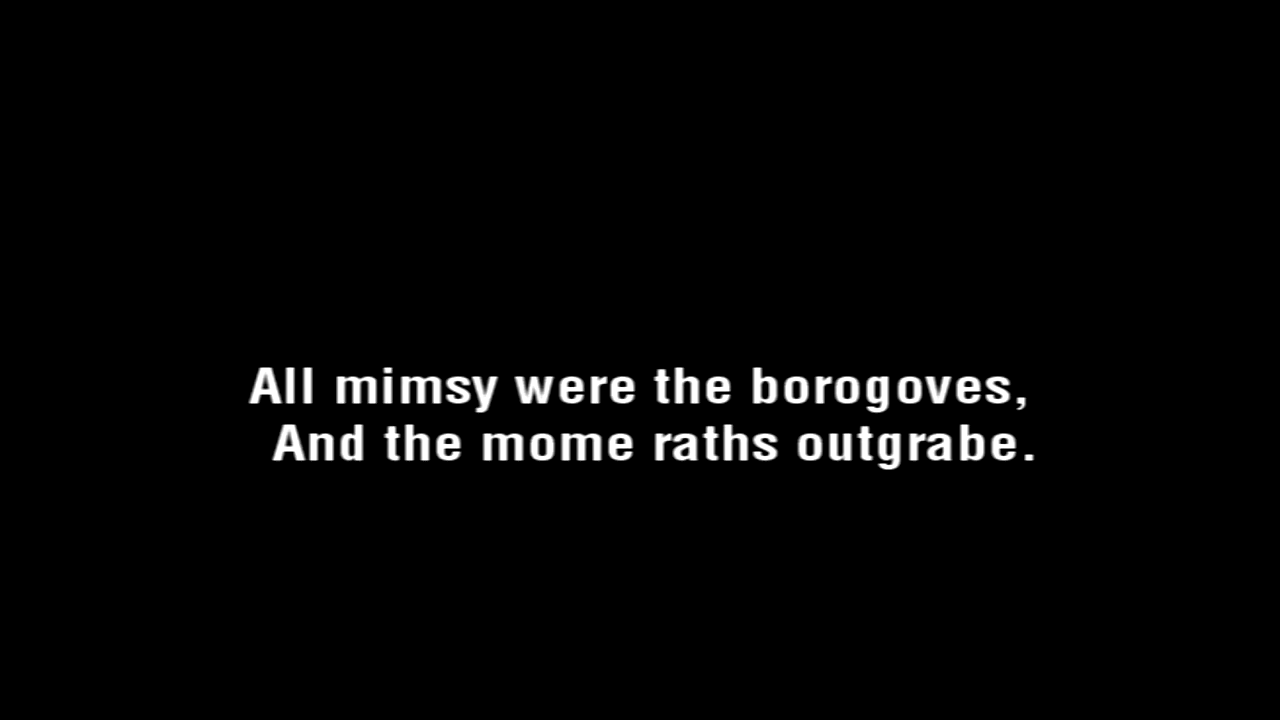 All mimsy were the borogoves,
And the mome raths outgrabe.